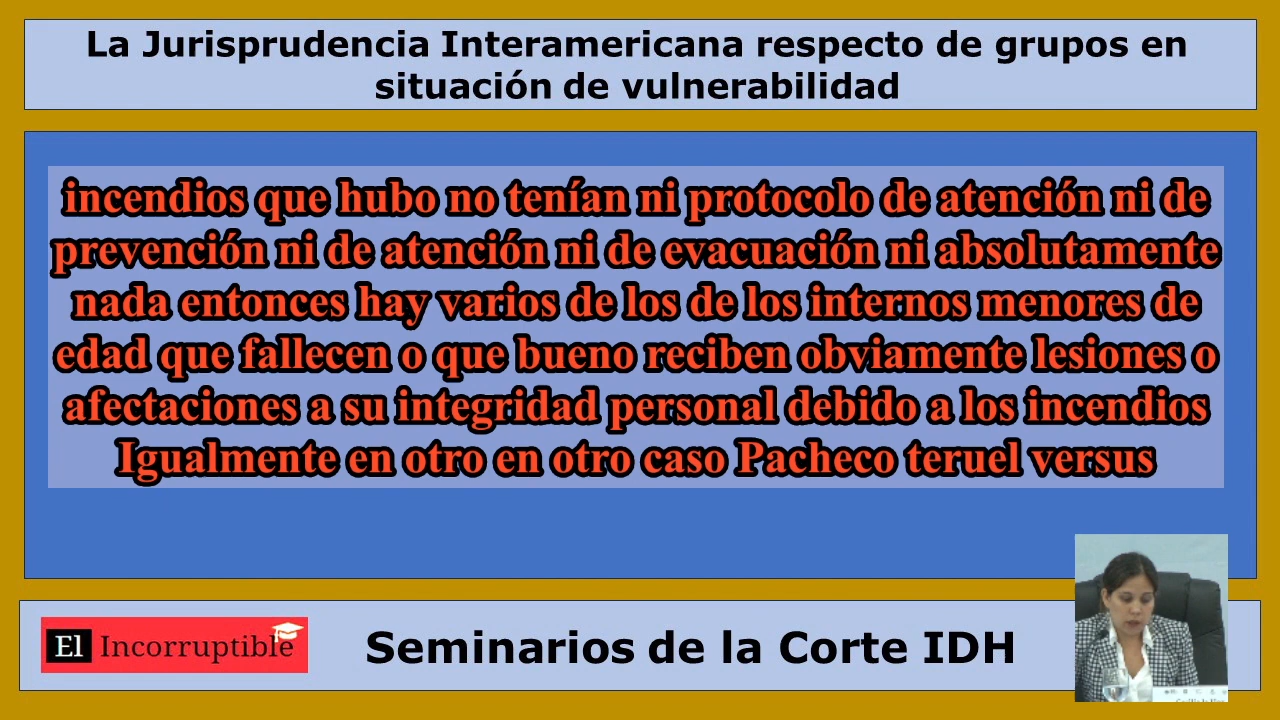 La Jurisprudencia Interamericana respecto de grupos en
situación de vulnerabilidad
incendios que hubo no tenían ni protocolo de atención ni de
prevención ni de atención ni de evacuación ni absolutamente
nada entonces hay varios de los de los internos menores de
edad que fallecen o que bueno reciben obviamente lesiones o
afectaciones a su integridad personal debido a los incendios
Igualmente en otro en otro caso Pacheco teruel versus
El Incorruptible
Seminarios de la Corte IDH